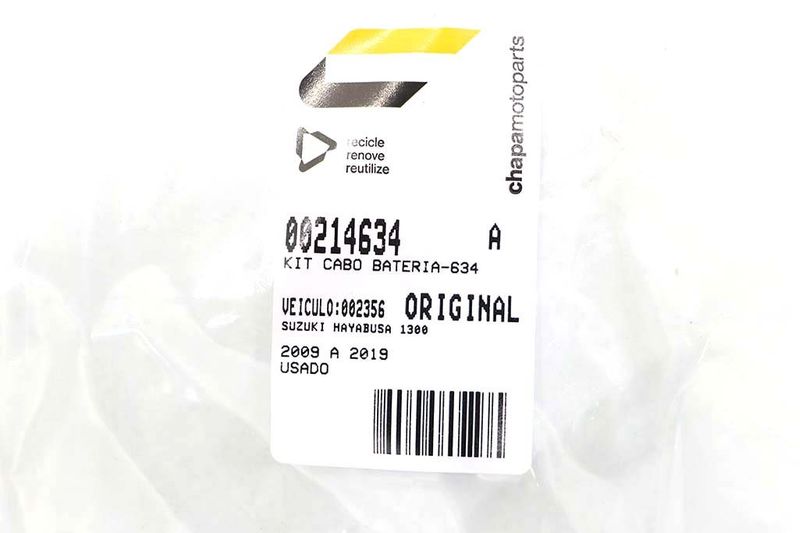 chapamotoparts
recicle
renove
reutilize
00214634 A
KIT CABO BATERIA-634
VEICULO:002356 ORIGINAL
SUZUKI HAYABUSA 1300
2009 A 2019
USADO